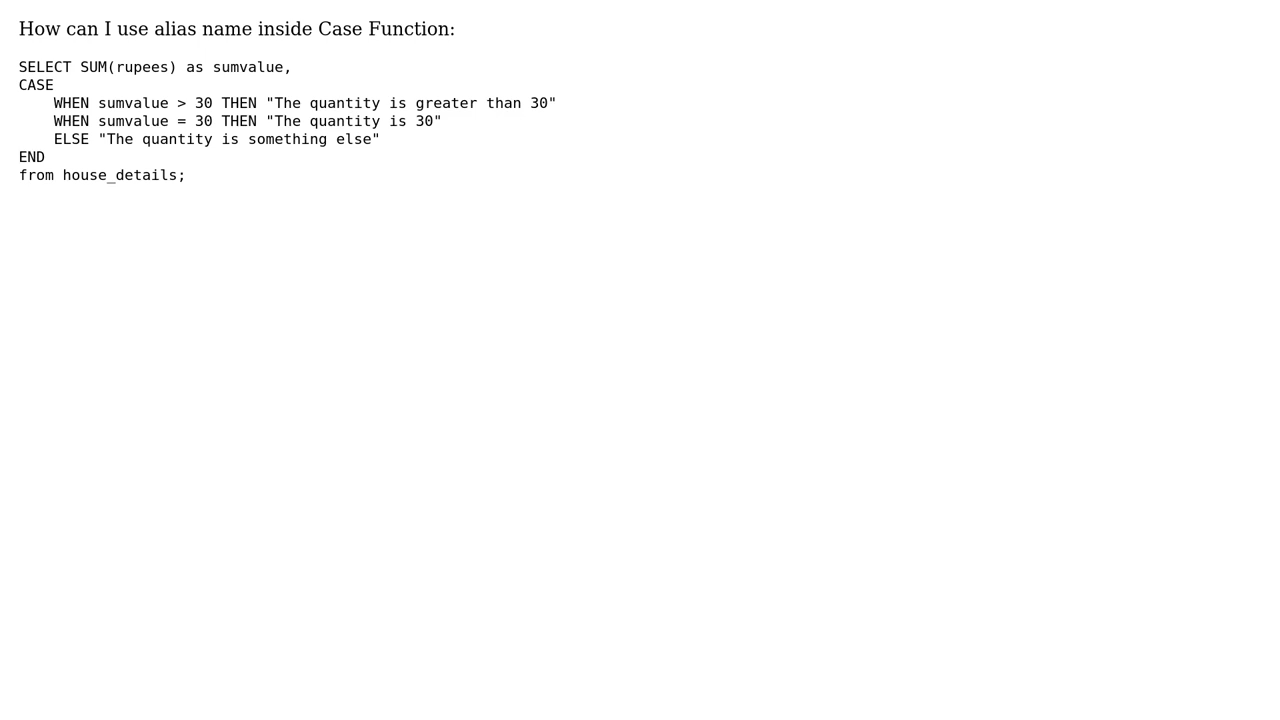 How can I use alias name inside Case Function:
SELECT SUM(rupees) as sumvalue,
CASE
    WHEN sumvalue > 30 THEN "The quantity is greater than 30"
    WHEN sumvalue = 30 THEN "The quantity is 30"
    ELSE "The quantity is something else"
END
from house_details;